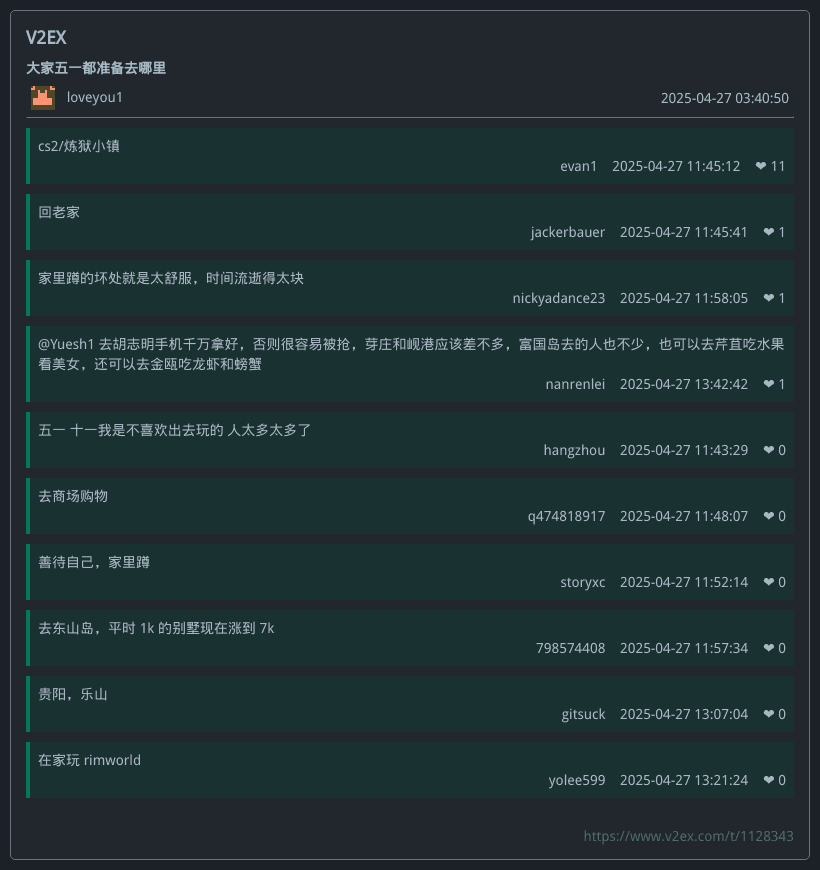 V2EX
大家五一都准备去哪里
loveyou1 2025-04-27 03:40:50
cs2/炼狱小镇
evan1 2025-04-27 11:45:12 ❤ 11
回老家
jackerbauer 2025-04-27 11:45:41 ❤ 1
家里蹲的坏处就是太舒服，时间流逝得太块
nickyadance23 2025-04-27 11:58:05 ❤ 1
@Yuesh1 去胡志明手机千万拿好，否则很容易被抢，芽庄和岘港应该差不多，富国岛去的人也不少，也可以去芹苴吃水果
看美女，还可以去金瓯吃龙虾和螃蟹
nanrenlei 2025-04-27 13:42:42 ❤ 1
五一 十一我是不喜欢出去玩的 人太多太多了
hangzhou 2025-04-27 11:43:29 ❤ 0
去商场购物
q474818917 2025-04-27 11:48:07 ❤ 0
善待自己，家里蹲
storyxc 2025-04-27 11:52:14 ❤ 0
去东山岛，平时 1k 的别墅现在涨到 7k
798574408 2025-04-27 11:57:34 ❤ 0
贵阳，乐山
gitsuck 2025-04-27 13:07:04 ❤ 0
在家玩 rimworld
yolee599 2025-04-27 13:21:24 ❤ 0
https://www.v2ex.com/t/1128343